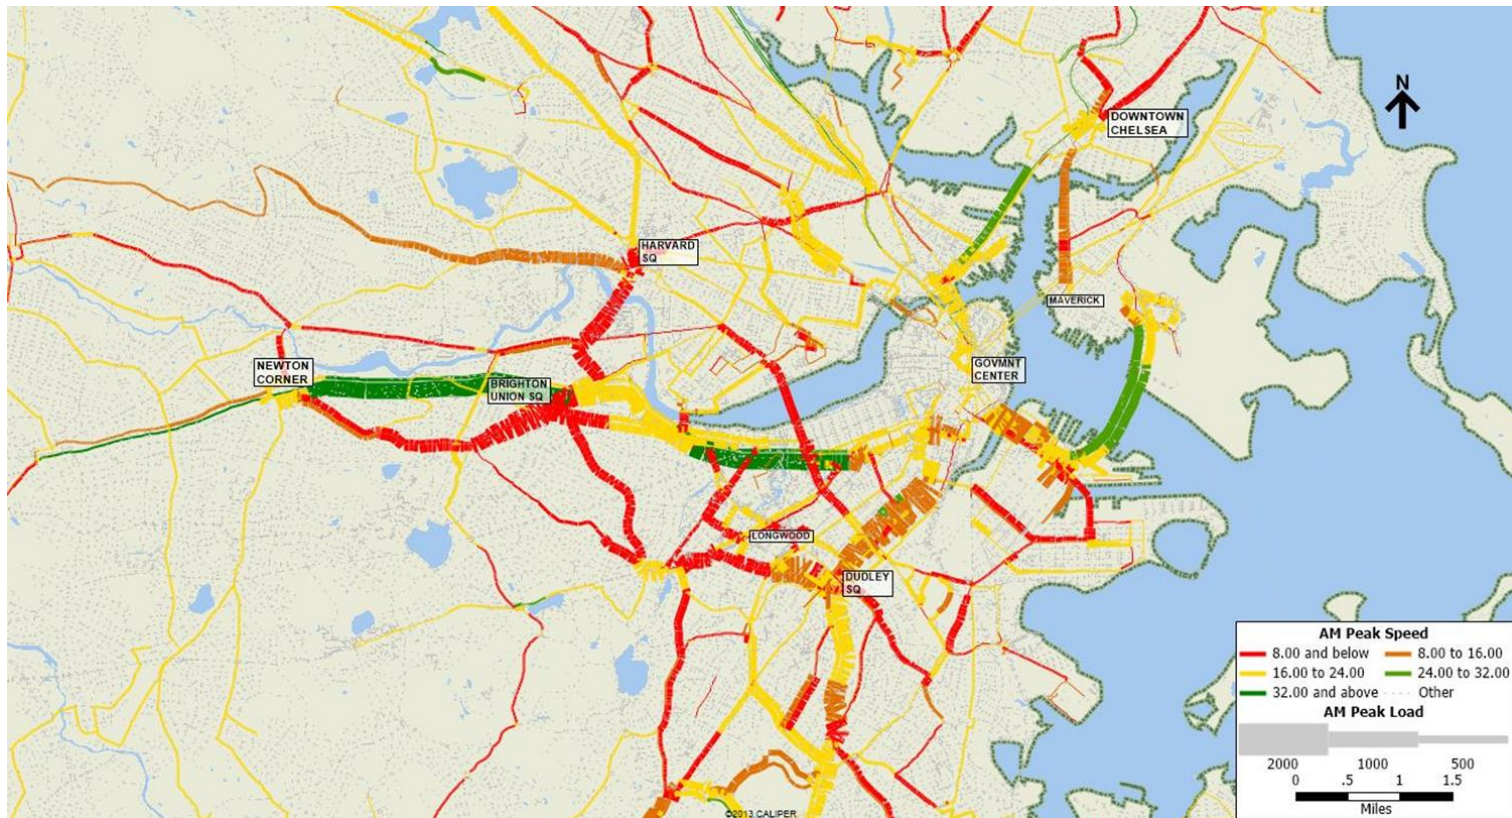 N
DOWNTOWN
CHELSEA
HARVARD
SQ
MAVERICK
NEWTON
CORNER
GOVMNT
CENTER
BRIGHTON
UNION SQ
LONGWOOD
DUDLEY
SQ
AM Peak Speed
8.00 and below 8.00 to 16.00
16.00 to 24.00 24.00 to 32.00
32.00 and above Other
AM Peak Load
2000 1000 500
0 .5 1 1.5
Miles
©2013 CALIPER